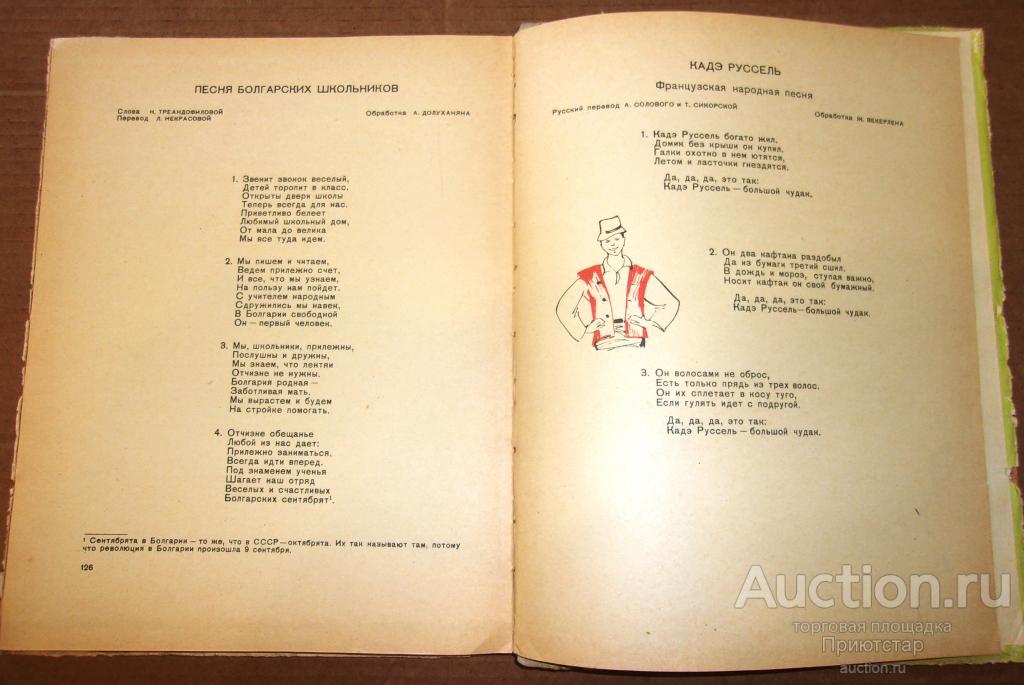 ПЕСНЯ БОЛГАРСКИХ ШКОЛЬНИКОВ
Слова Н. ТРЕАНДОВИЛОВОЙ
Перевод Л. НЕКРАСОВОЙ
Обработка А. ДОЛУХАНЯНА
1. Звенит звонок веселый,
Детей торопит в класс.
Открыты двери школы
Теперь всегда для нас.
Приветливо белеет
Любимый школьный дом,
От мала до велика
Мы все туда идем.
2. Мы пишем и читаем,
Ведем прилежно счет,
И все, что мы узнаем,
На пользу нам пойдет.
С учителем народным
Сдружились мы навек,
В Болгарии свободной
Он — первый человек.
3. Мы, школьники, прилежны,
Послушны и дружны,
Мы знаем, что лентяи
Отчизне не нужны.
Болгария родная —
Заботливая мать,
Мы вырастем и будем
На стройке помогать.
4. Отчизне обещанье
Любой из нас дает:
Прилежно заниматься,
Всегда идти вперед.
Под знаменем ученья
Шагает наш отряд
Веселых и счастливых
Болгарских сентябрят¹.
¹ Сентябрята в Болгарии — то же, что в СССР — октябрята. Их так называют там, потому
что революция в Болгарии произошла 9 сентября.
126
КАДЭ РУССЕЛЬ
Французская народная песня
Русский перевод А. СОЛОВОГО и Т. СИКОРСКОЙ
Обработка Ж. ВЕКЕРЛЕНА
1. Кадэ Руссель богато жил,
Домик без крыши он купил.
Галки охотно в нем ютятся,
Летом и ласточки гнездятся.
Да, да, да, это так:
Кадэ Руссель — большой чудак.
2. Он два кафтана раздобыл
Да из бумаги третий сшил.
В дождь и мороз, ступая важно,
Носит кафтан он свой бумажный.
Да, да, да, это так:
Кадэ Руссель — большой чудак.
3. Он волосами не оброс,
Есть только прядь из трех волос.
Он их сплетает в косу туго,
Если гулять идет с подругой.
Да, да, да, это так:
Кадэ Руссель — большой чудак.
Auction.ru
торговая площадка
Приютстар
auction.ru